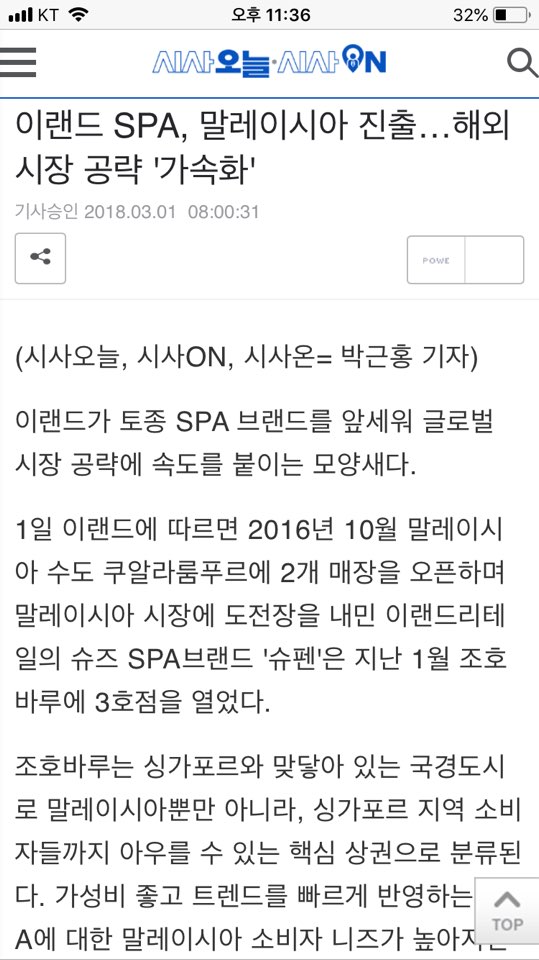 KT 오후 11:36 32%
시사오늘·시사ON
이랜드 SPA, 말레이시아 진출...해외
시장 공략 '가속화'
기사승인 2018.03.01 08:00:31
POWE
(시사오늘, 시사ON, 시사온= 박근홍 기자)
이랜드가 토종 SPA 브랜드를 앞세워 글로벌
시장 공략에 속도를 붙이는 모양새다.
1일 이랜드에 따르면 2016년 10월 말레이시
아 수도 쿠알라룸푸르에 2개 매장을 오픈하며
말레이시아 시장에 도전장을 내민 이랜드리테
일의 슈즈 SPA브랜드 '슈펜'은 지난 1월 조호
바루에 3호점을 열었다.
조호바루는 싱가포르와 맞닿아 있는 국경도시
로 말레이시아뿐만 아니라, 싱가포르 지역 소비
자들까지 아우를 수 있는 핵심 상권으로 분류된
다. 가성비 좋고 트렌드를 빠르게 반영하는
A에 대한 말레이시아 소비자 니즈가
TOP